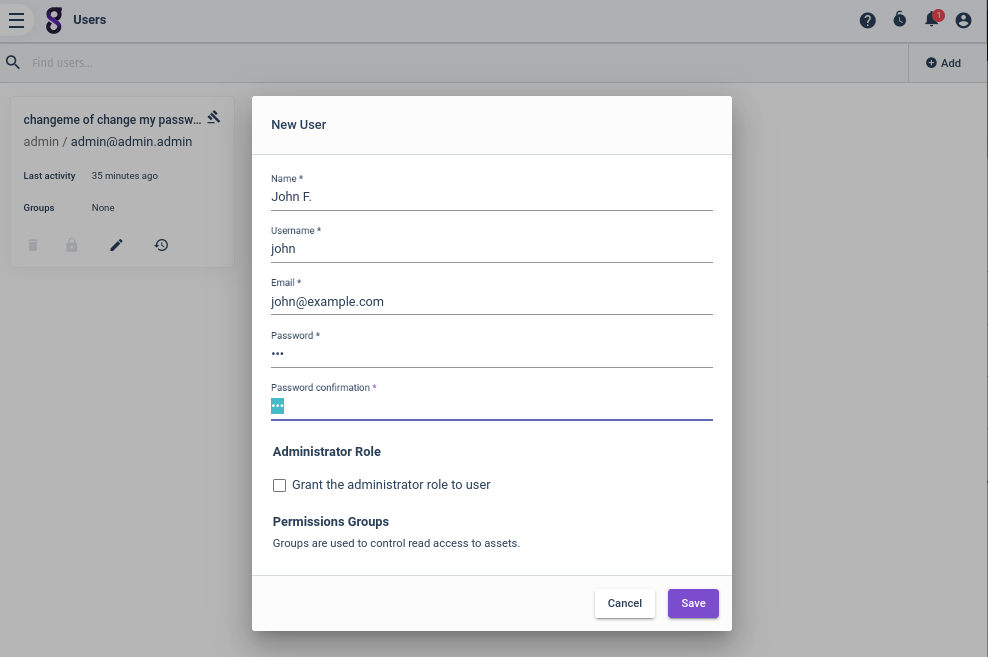 Users
1
Find users...
Add
changeme of change my passw...
admin / admin@admin.admin
Last activity 35 minutes ago
Groups None
New User
Name *
John F.
Username *
john
Email *
john@example.com
Password *
•••
Password confirmation *
•••
Administrator Role
Grant the administrator role to user
Permissions Groups
Groups are used to control read access to assets.
Cancel Save